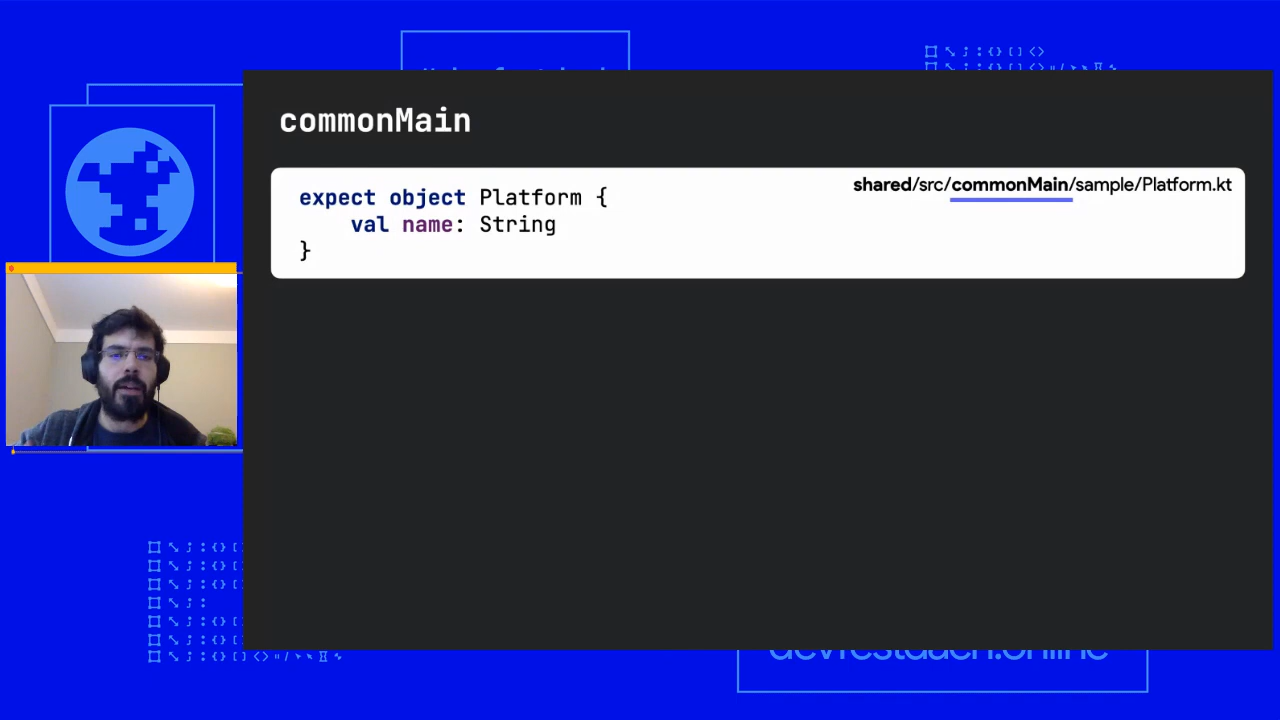 commonMain
shared/src/commonMain/sample/Platform.kt
expect object Platform {
val name: String
}